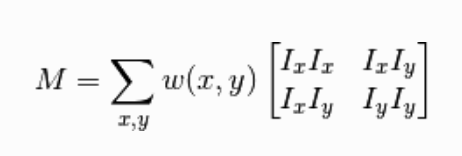 M = \sum_{x,y} w(x,y) \begin{bmatrix} I_x I_x & I_x I_y \\ I_x I_y & I_y I_y \end{bmatrix}